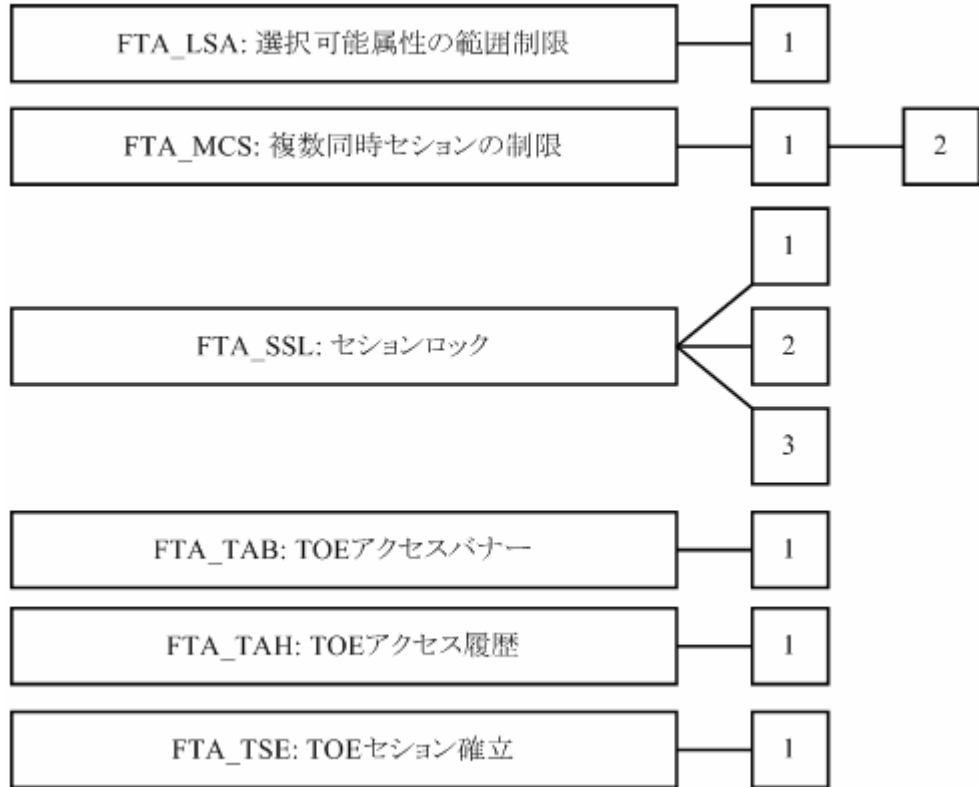 FTA_LSA: 選択可能属性の範囲制限 1
FTA_MCS: 複数同時セションの制限 1 2
1
FTA_SSL: セションロック 2
3
FTA_TAB: TOEアクセスバナー 1
FTA_TAH: TOEアクセス履歴 1
FTA_TSE: TOEセション確立 1